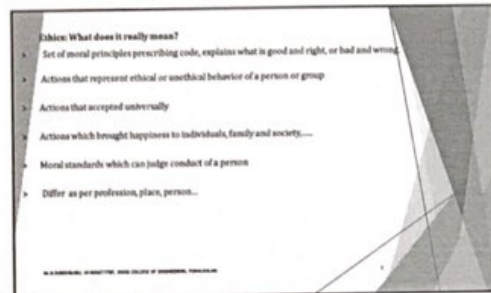 Ethics: What does it really mean?
Set of moral principles prescribing code, explains what is good and right, or bad and wrong.
Actions that represent ethical or unethical behavior of a person or group
Actions that accepted universally
Actions which brought happiness to individuals, family and society,.....
Moral standards which can judge conduct of a person
Differ as per profession, place, person...
COLLEGE OF ENGINEERING,